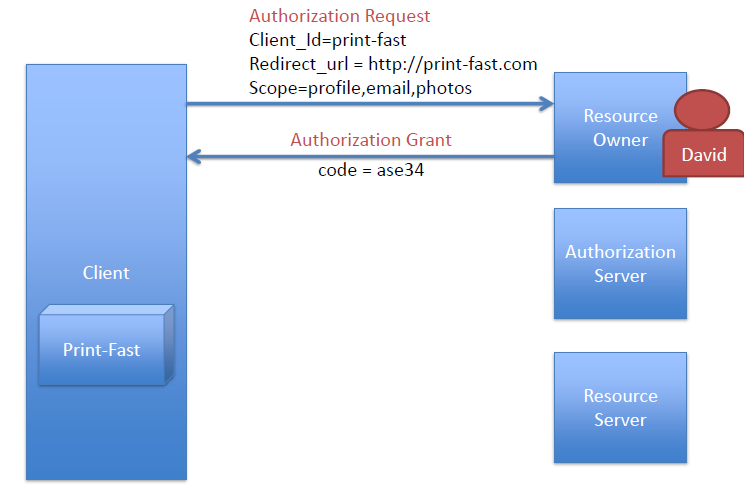 Authorization Request
Client_Id=print-fast
Redirect_url = http://print-fast.com
Scope=profile,email,photos
Resource
Owner
David
Authorization Grant
code = ase34
Authorization
Server
Client
Print-Fast
Resource
Server